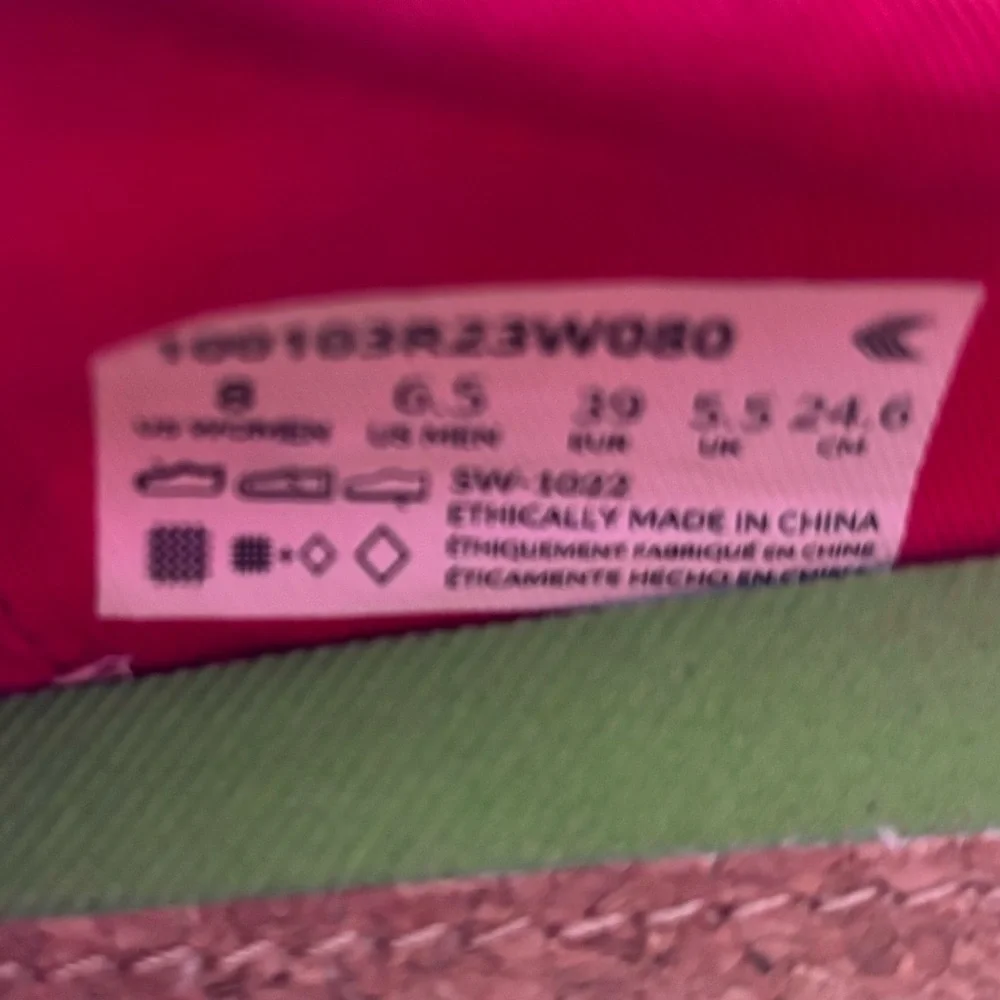 100103R23W080
8 6.5 39 5.5 24.6
US WOMEN US MEN EUR UK CM
SW-1022
ETHICALLY MADE IN CHINA
ÉTHIQUEMENT FABRIQUÉ EN CHINE
ÉTICAMENTE HECHO EN CHINA